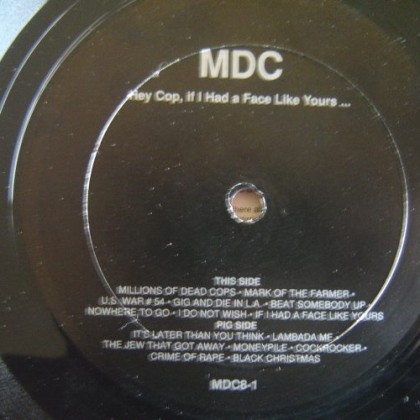 MDC
Hey Cop, If I Had a Face Like Yours ...
THIS SIDE
MILLIONS OF DEAD COPS - MARK OF THE FARMER -
U.S. WAR # 54 - GIG AND DIE IN L.A. - BEAT SOMEBODY UP -
NOWHERE TO GO - I DO NOT WISH - IF I HAD A FACE LIKE YOURS
PIG SIDE
IT'S LATER THAN YOU THINK - LAMBADA ME -
THE JEW THAT GOT AWAY - MONEYPILE - COCKROCKER -
CRIME OF RAPE - BLACK CHRISTMAS
MDC8-1